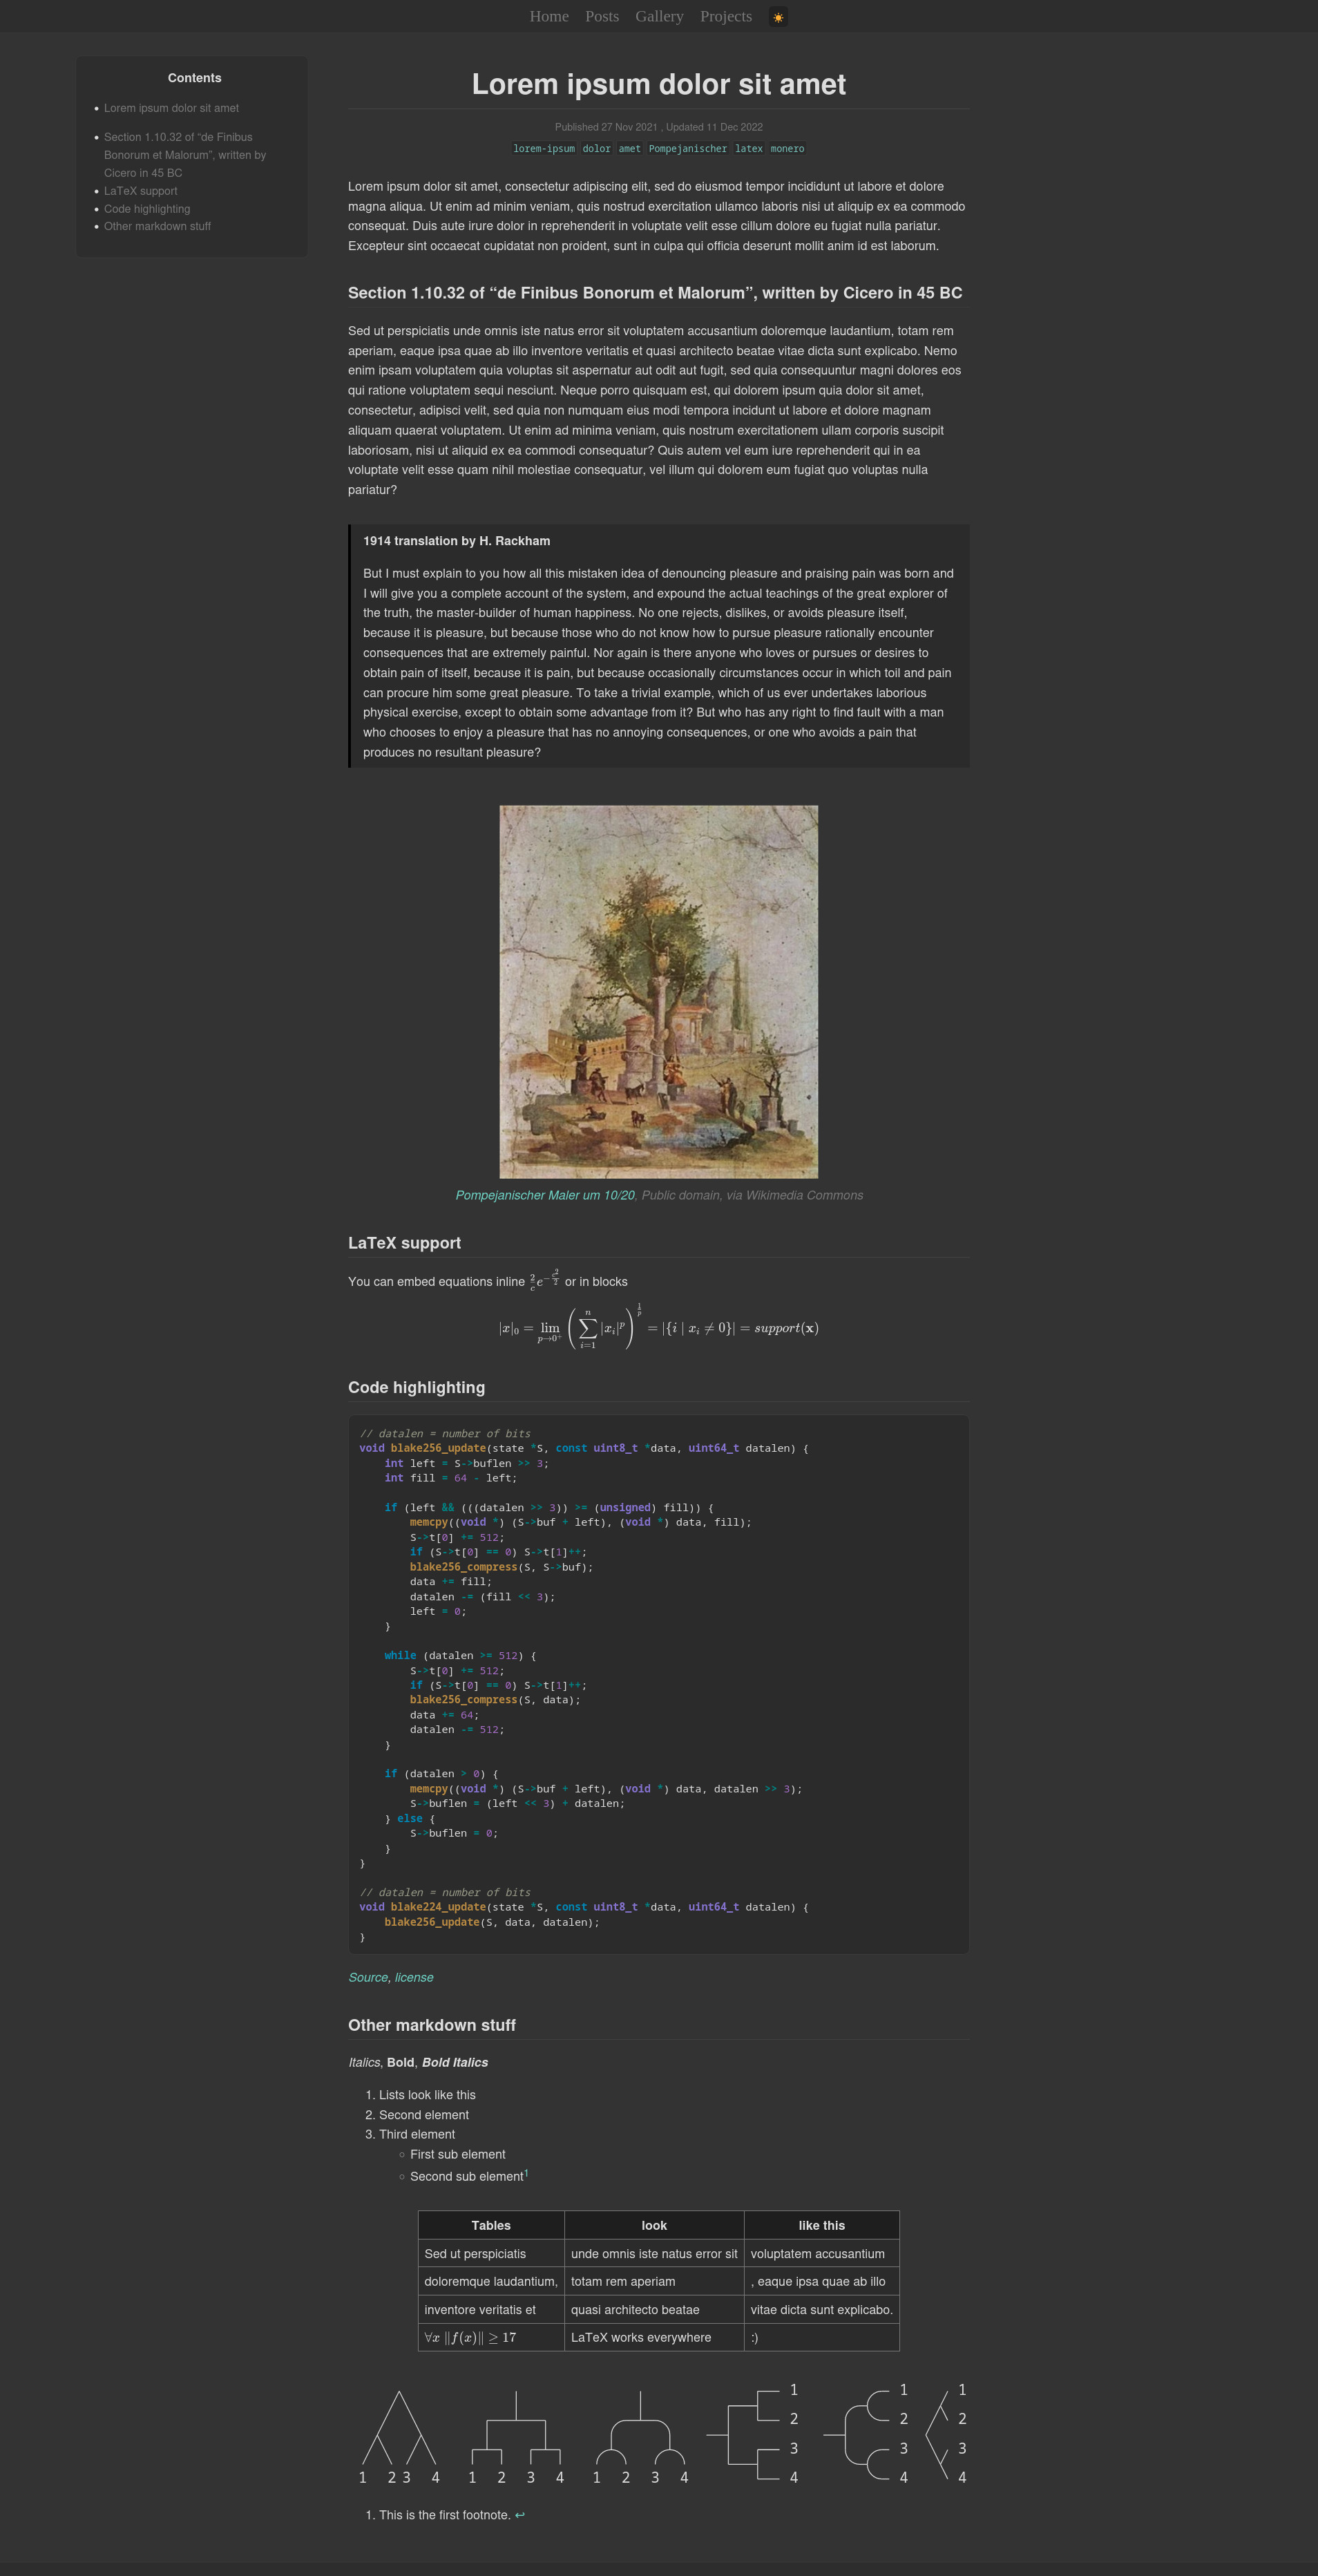 Home Posts Gallery Projects
Contents
Lorem ipsum dolor sit amet
Section 1.10.32 of “de Finibus
Bonorum et Malorum”, written by
Cicero in 45 BC
LaTeX support
Code highlighting
Other markdown stuff
Lorem ipsum dolor sit amet
Published 27 Nov 2021 , Updated 11 Dec 2022
lorem-ipsum dolor amet Pompejanischer latex monero
Lorem ipsum dolor sit amet, consectetur adipiscing elit, sed do eiusmod tempor incididunt ut labore et dolore
magna aliqua. Ut enim ad minim veniam, quis nostrud exercitation ullamco laboris nisi ut aliquip ex ea commodo
consequat. Duis aute irure dolor in reprehenderit in voluptate velit esse cillum dolore eu fugiat nulla pariatur.
Excepteur sint occaecat cupidatat non proident, sunt in culpa qui officia deserunt mollit anim id est laborum.
Section 1.10.32 of “de Finibus Bonorum et Malorum”, written by Cicero in 45 BC
Sed ut perspiciatis unde omnis iste natus error sit voluptatem accusantium doloremque laudantium, totam rem
aperiam, eaque ipsa quae ab illo inventore veritatis et quasi architecto beatae vitae dicta sunt explicabo. Nemo
enim ipsam voluptatem quia voluptas sit aspernatur aut odit aut fugit, sed quia consequuntur magni dolores eos
qui ratione voluptatem sequi nesciunt. Neque porro quisquam est, qui dolorem ipsum quia dolor sit amet,
consectetur, adipisci velit, sed quia non numquam eius modi tempora incidunt ut labore et dolore magnam
aliquam quaerat voluptatem. Ut enim ad minima veniam, quis nostrum exercitationem ullam corporis suscipit
laboriosam, nisi ut aliquid ex ea commodi consequatur? Quis autem vel eum iure reprehenderit qui in ea
voluptate velit esse quam nihil molestiae consequatur, vel illum qui dolorem eum fugiat quo voluptas nulla
pariatur?
1914 translation by H. Rackham
But I must explain to you how all this mistaken idea of denouncing pleasure and praising pain was born and
I will give you a complete account of the system, and expound the actual teachings of the great explorer of
the truth, the master-builder of human happiness. No one rejects, dislikes, or avoids pleasure itself,
because it is pleasure, but because those who do not know how to pursue pleasure rationally encounter
consequences that are extremely painful. Nor again is there anyone who loves or pursues or desires to
obtain pain of itself, because it is pain, but because occasionally circumstances occur in which toil and pain
can procure him some great pleasure. To take a trivial example, which of us ever undertakes laborious
physical exercise, except to obtain some advantage from it? But who has any right to find fault with a man
who chooses to enjoy a pleasure that has no annoying consequences, or one who avoids a pain that
produces no resultant pleasure?
Pompejanischer Maler um 10/20, Public domain, via Wikimedia Commons
LaTeX support
You can embed equations inline 2/c e^{-c^2/2} or in blocks
|x|_0 = lim_{p→0^+} (∑_{i=1}^n |x_i|^p)^{1/p} = |{i | x_i ≠ 0}| = support(x)
Code highlighting
// datalen = number of bits
void blake256_update(state *S, const uint8_t *data, uint64_t datalen) {
    int left = S->buflen >> 3;
    int fill = 64 - left;
    if (left && (((datalen >> 3)) >= (unsigned) fill)) {
        memcpy((void *) (S->buf + left), (void *) data, fill);
        S->t[0] += 512;
        if (S->t[0] == 0) S->t[1]++;
        blake256_compress(S, S->buf);
        data += fill;
        datalen -= (fill << 3);
        left = 0;
    }
    while (datalen >= 512) {
        S->t[0] += 512;
        if (S->t[0] == 0) S->t[1]++;
        blake256_compress(S, data);
        data += 64;
        datalen -= 512;
    }
    if (datalen > 0) {
        memcpy((void *) (S->buf + left), (void *) data, datalen >> 3);
        S->buflen = (left << 3) + datalen;
    } else {
        S->buflen = 0;
    }
}
// datalen = number of bits
void blake224_update(state *S, const uint8_t *data, uint64_t datalen) {
    blake256_update(S, data, datalen);
}
Source, license
Other markdown stuff
Italics, Bold, Bold Italics
1. Lists look like this
2. Second element
3. Third element
First sub element
Second sub element1
Tables look like this
Sed ut perspiciatis unde omnis iste natus error sit voluptatem accusantium
doloremque laudantium, totam rem aperiam , eaque ipsa quae ab illo
inventore veritatis et quasi architecto beatae vitae dicta sunt explicabo.
∀x ‖f(x)‖ ≥ 17 LaTeX works everywhere :)
1 2 3 4 1 2 3 4 1 2 3 4 1 2 3 4 1 2 3 4 1 2 3 4
1. This is the first footnote. ↩